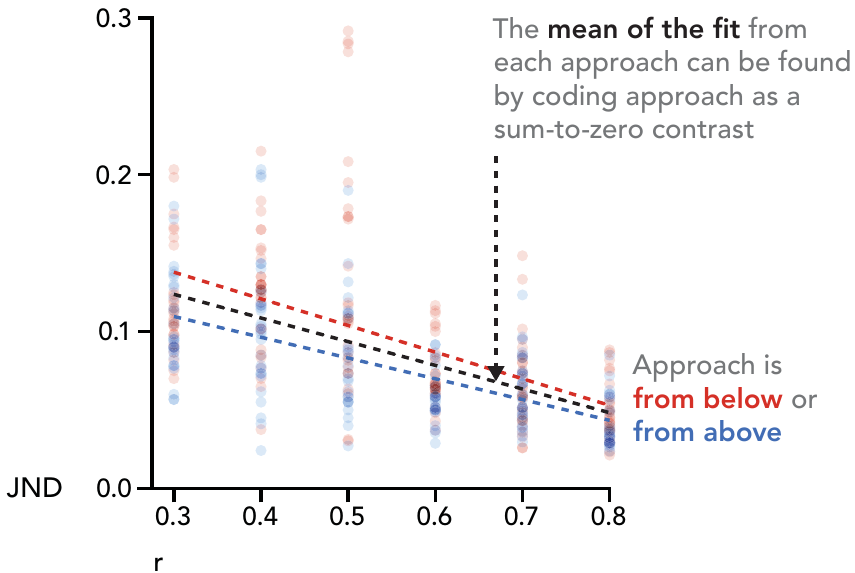 The mean of the fit from
each approach can be found
by coding approach as a
sum-to-zero contrast
0.3
0.2
0.1
0.0
JND
Approach is
from below or
from above
0.3 0.4 0.5 0.6 0.7 0.8
r